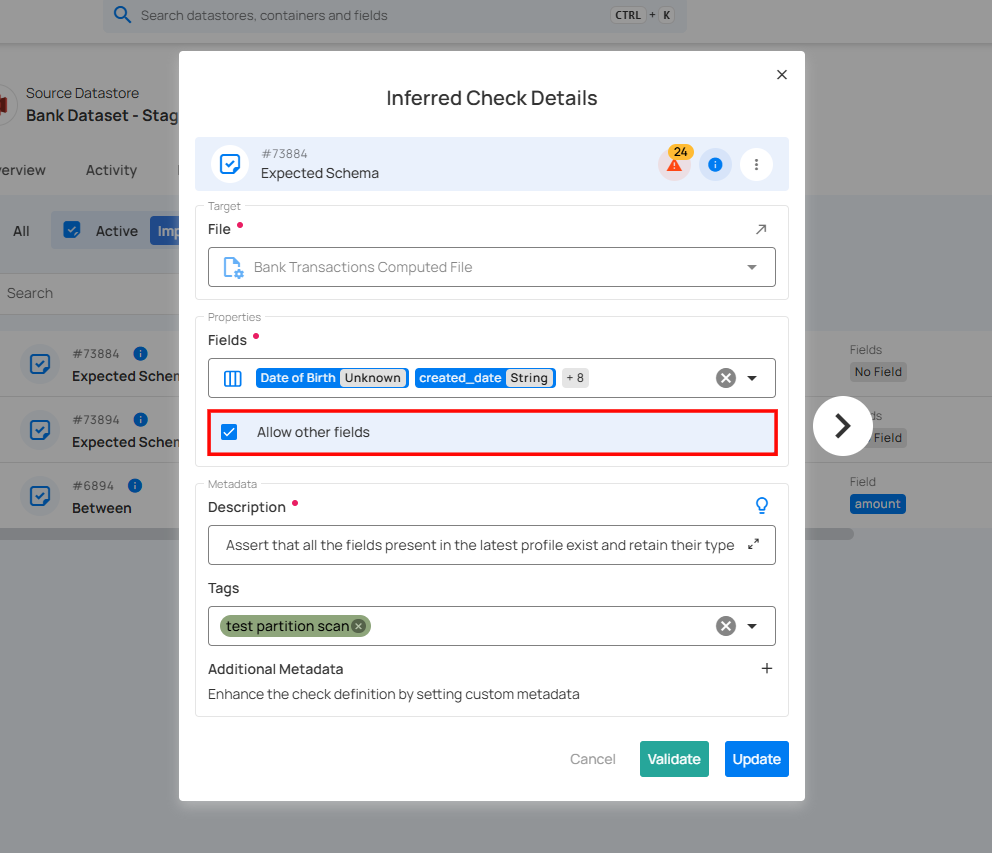 Search datastores, containers and fields CTRL + K
Source Datastore
Bank Dataset - Stag
erview Activity
All Active Imp
Search
#73884
Expected Schem
#73894
Expected Schem
#6894
Between
Inferred Check Details
#73884
Expected Schema
24
Target
File
Bank Transactions Computed File
Properties
Fields
Date of Birth Unknown created_date String + 8
Allow other fields
Metadata
Description
Assert that all the fields present in the latest profile exist and retain their type
Tags
test partition scan
Additional Metadata
Enhance the check definition by setting custom metadata
Cancel Validate Update
Fields
No Field
ds
Field
Field
amount